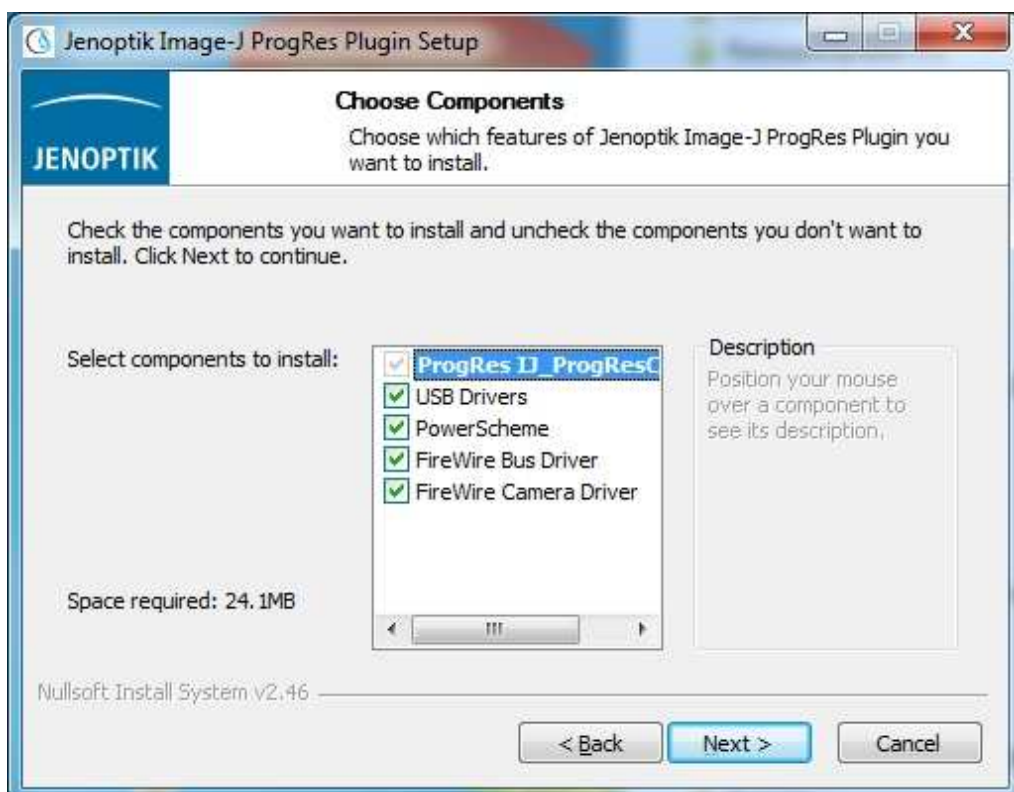 Jenoptik Image-J ProgRes Plugin Setup
JENOPTIK
Choose Components
Choose which features of Jenoptik Image-J ProgRes Plugin you
want to install.
Check the components you want to install and uncheck the components you don't want to
install. Click Next to continue.
Select components to install:
ProgRes IJ_ProgResC
USB Drivers
PowerScheme
FireWire Bus Driver
FireWire Camera Driver
Description
Position your mouse
over a component to
see its description.
Space required: 24.1MB
Nullsoft Install System v2.46
< Back
Next >
Cancel